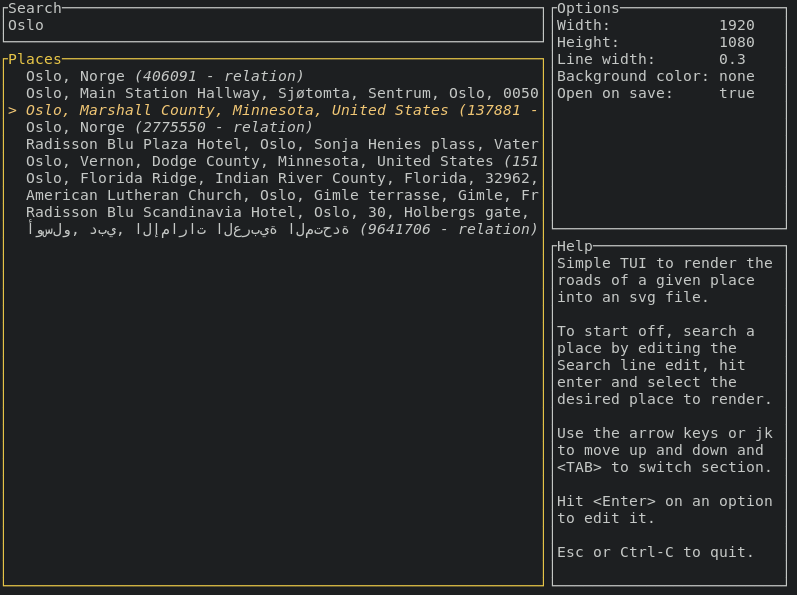 Search
Oslo
Places
Oslo, Norge (406091 - relation)
Oslo, Main Station Hallway, Sjøtomta, Sentrum, Oslo, 0050
> Oslo, Marshall County, Minnesota, United States (137881 -
Oslo, Norge (2775550 - relation)
Radisson Blu Plaza Hotel, Oslo, Sonja Henies plass, Vater
Oslo, Vernon, Dodge County, Minnesota, United States (151
Oslo, Florida Ridge, Indian River County, Florida, 32962,
American Lutheran Church, Oslo, Gimle terrasse, Gimle, Fr
Radisson Blu Scandinavia Hotel, Oslo, 30, Holbergs gate,
أوسلو, دبي, الإمارات العربية المتحدة (9641706 - relation)
Options
Width: 1920
Height: 1080
Line width: 0.3
Background color: none
Open on save: true
Help
Simple TUI to render the
roads of a given place
into an svg file.
To start off, search a
place by editing the
Search line edit, hit
enter and select the
desired place to render.
Use the arrow keys or jk
to move up and down and
<TAB> to switch section.
Hit <Enter> on an option
to edit it.
Esc or Ctrl-C to quit.